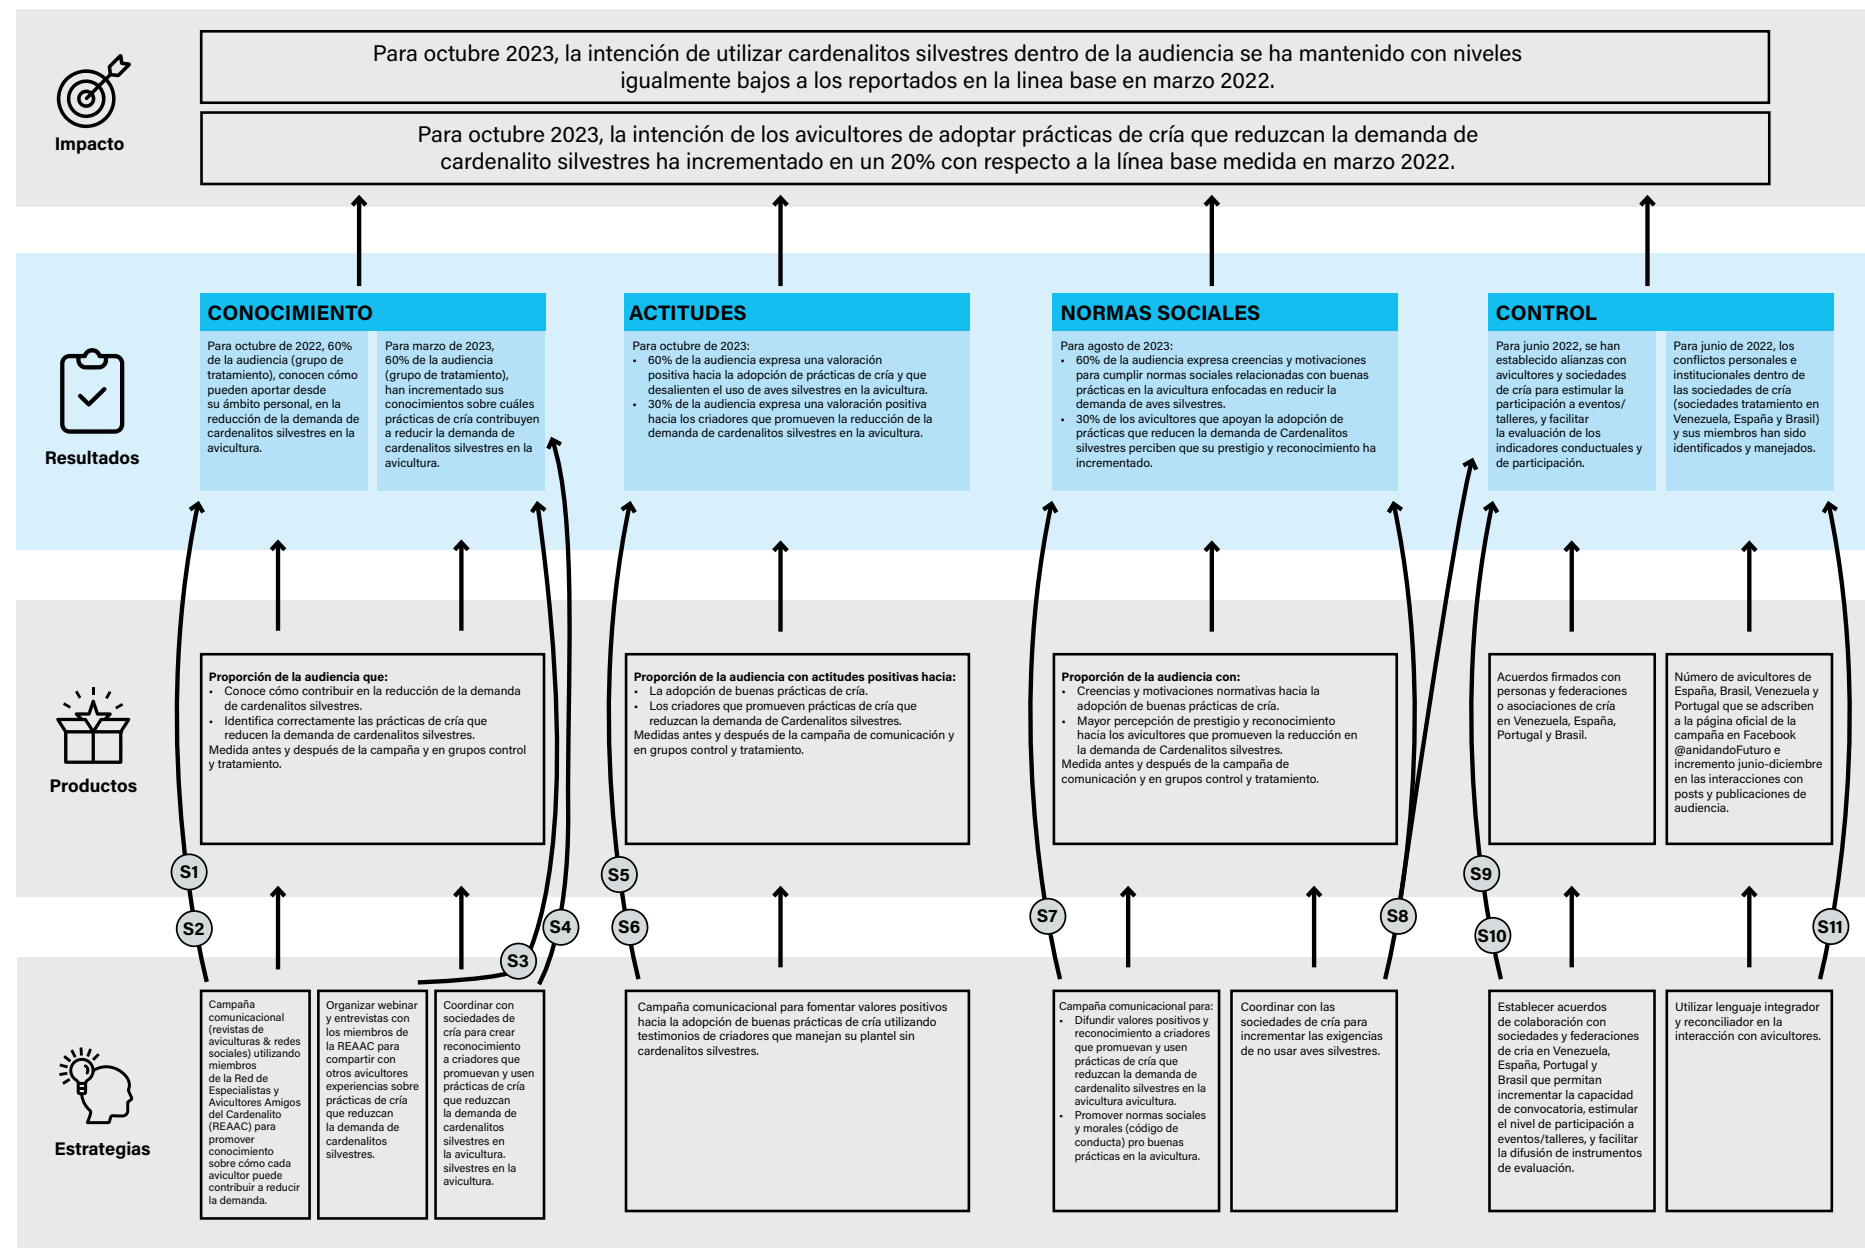 Para octubre 2023, la intención de utilizar cardenalitos silvestres dentro de la audiencia se ha mantenido con niveles
igualmente bajos a los reportados en la linea base en marzo 2022.
Para octubre 2023, la intención de los avicultores de adoptar prácticas de cría que reduzcan la demanda de
cardenalito silvestres ha incrementado en un 20% con respecto a la línea base medida en marzo 2022.
Impacto
CONOCIMIENTO
Para octubre de 2022, 60%
de la audiencia (grupo de
tratamiento), conocen cómo
pueden aportar desde
su ámbito personal, en la
reducción de la demanda de
cardenalitos silvestres en la
avicultura.
Para marzo de 2023,
60% de la audiencia
(grupo de tratamiento),
han incrementado sus
conocimientos sobre cuáles
prácticas de cría contribuyen
a reducir la demanda de
cardenalitos silvestres en la
avicultura.
ACTITUDES
Para octubre de 2023:
• 60% de la audiencia expresa una valoración
positiva hacia la adopción de prácticas de cría y que
desalienten el uso de aves silvestres en la avicultura.
• 30% de la audiencia expresa una valoración positiva
hacia los criadores que promueven la reducción de la
demanda de cardenalitos silvestres en la avicultura.
NORMAS SOCIALES
Para agosto de 2023:
• 60% de la audiencia expresa creencias y motivaciones
para cumplir normas sociales relacionadas con buenas
prácticas en la avicultura enfocadas en reducir la
demanda de aves silvestres.
• 30% de los avicultores que apoyan la adopción de
prácticas que reducen la demanda de Cardenalitos
silvestres perciben que su prestigio y reconocimiento ha
incrementado.
CONTROL
Para junio 2022, se han
establecido alianzas con
avicultores y sociedades
de cría para estimular la
participación a eventos/
talleres, y facilitar
la evaluación de los
indicadores conductuales y
de participación.
Para junio de 2022, los
conflictos personales e
institucionales dentro de
las sociedades de cría
(sociedades tratamiento en
Venezuela, España y Brasil)
y sus miembros han sido
identificados y manejados.
Resultados
Proporción de la audiencia que:
• Conoce cómo contribuir en la reducción de la demanda
de cardenalitos silvestres.
• Identifica correctamente las prácticas de cría que
reducen la demanda de cardenalitos silvestres.
Medida antes y después de la campaña y en grupos control
y tratamiento.
Proporción de la audiencia con actitudes positivas hacia:
• La adopción de buenas prácticas de cría.
• Los criadores que promueven prácticas de cría que
reduzcan la demanda de Cardenalitos silvestres.
Medidas antes y después de la campaña de comunicación y
en grupos control y tratamiento.
Proporción de la audiencia con:
• Creencias y motivaciones normativas hacia la
adopción de buenas prácticas de cría.
• Mayor percepción de prestigio y reconocimiento
hacia los avicultores que promueven la reducción en
la demanda de Cardenalitos silvestres.
Medida antes y después de la campaña de
comunicación y en grupos control y tratamiento.
Acuerdos firmados con
personas y federaciones
o asociaciones de cría
en Venezuela, España,
Portugal y Brasil.
Número de avicultores de
España, Brasil, Venezuela y
Portugal que se adscriben
a la página oficial de la
campaña en Facebook
@anidandoFuturo e
incremento junio-diciembre
en las interacciones con
posts y publicaciones de
audiencia.
Productos
S1
S2
S3
S4
S5
S6
S7
S8
S9
S10
S11
Campaña
comunicacional
(revistas de
aviculturas & redes
sociales) utilizando
miembros
de la Red de
Especialistas y
Avicultores Amigos
del Cardenalito
(REAAC) para
promover
conocimiento
sobre cómo cada
avicultor puede
contribuir a reducir
la demanda.
Organizar webinar
y entrevistas con
los miembros de
la REAAC para
compartir con
otros avicultores
experiencias sobre
prácticas de cría
que reduzcan
la demanda de
cardenalitos
silvestres.
Coordinar con
sociedades de
cría para crear
reconocimiento
a criadores que
promuevan y usen
prácticas de cría
que reduzcan
la demanda de
cardenalitos
silvestres en
la avicultura.
silvestres en la
avicultura.
Campaña comunicacional para fomentar valores positivos
hacia la adopción de buenas prácticas de cría utilizando
testimonios de criadores que manejan su plantel sin
cardenalitos silvestres.
Campaña comunicacional para:
• Difundir valores positivos y
reconocimiento a criadores
que promuevan y usen
prácticas de cría que
reduzcan la demanda de
cardenalito silvestres en la
avicultura avicultura.
• Promover normas sociales
y morales (código de
conducta) pro buenas
prácticas en la avicultura.
Coordinar con las
sociedades de cría para
incrementar las exigencias
de no usar aves silvestres.
Establecer acuerdos
de colaboración con
sociedades y federaciones
de cria en Venezuela,
España, Portugal y
Brasil que permitan
incrementar la capacidad
de convocatoria, estimular
el nivel de participación a
eventos/talleres, y facilitar
la difusión de instrumentos
de evaluación.
Utilizar lenguaje integrador
y reconciliador en la
interacción con avicultores.
Estrategias